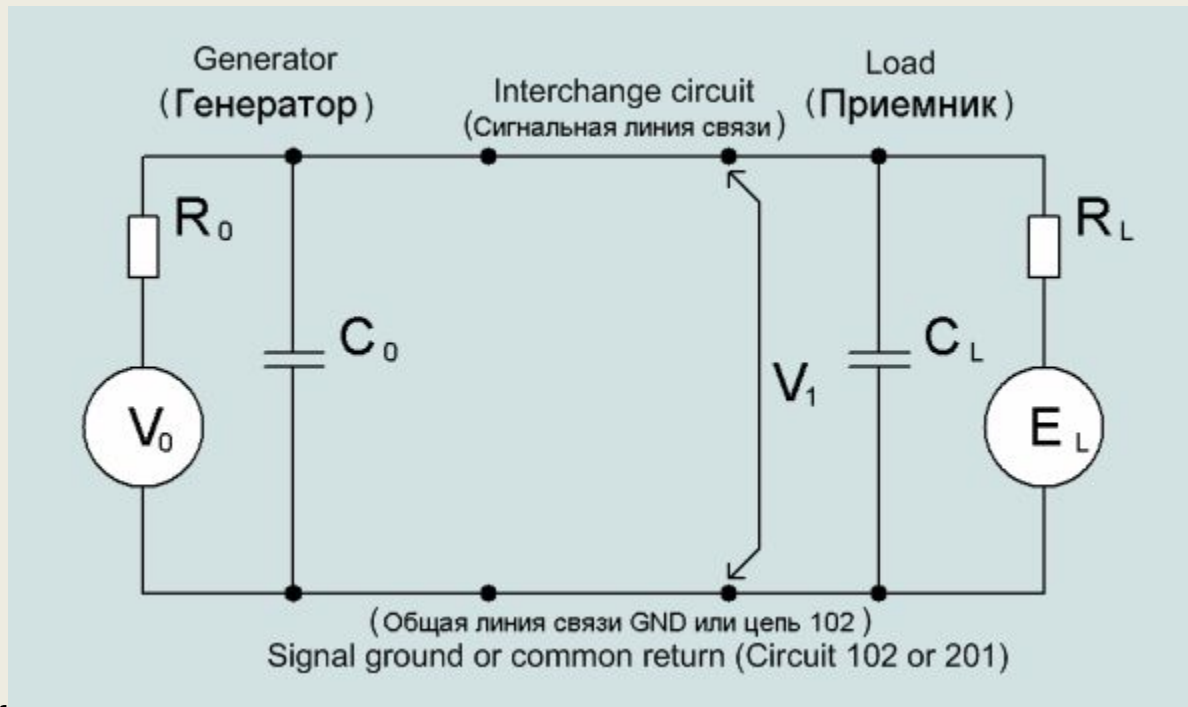 Generator
(Генератор)
Interchange circuit
(Сигнальная линия связи)
Load
(Приемник)
R0
C0
V0
V1
CL
RL
EL
(Общая линия связи GND или цепь 102 )
Signal ground or common return (Circuit 102 or 201)